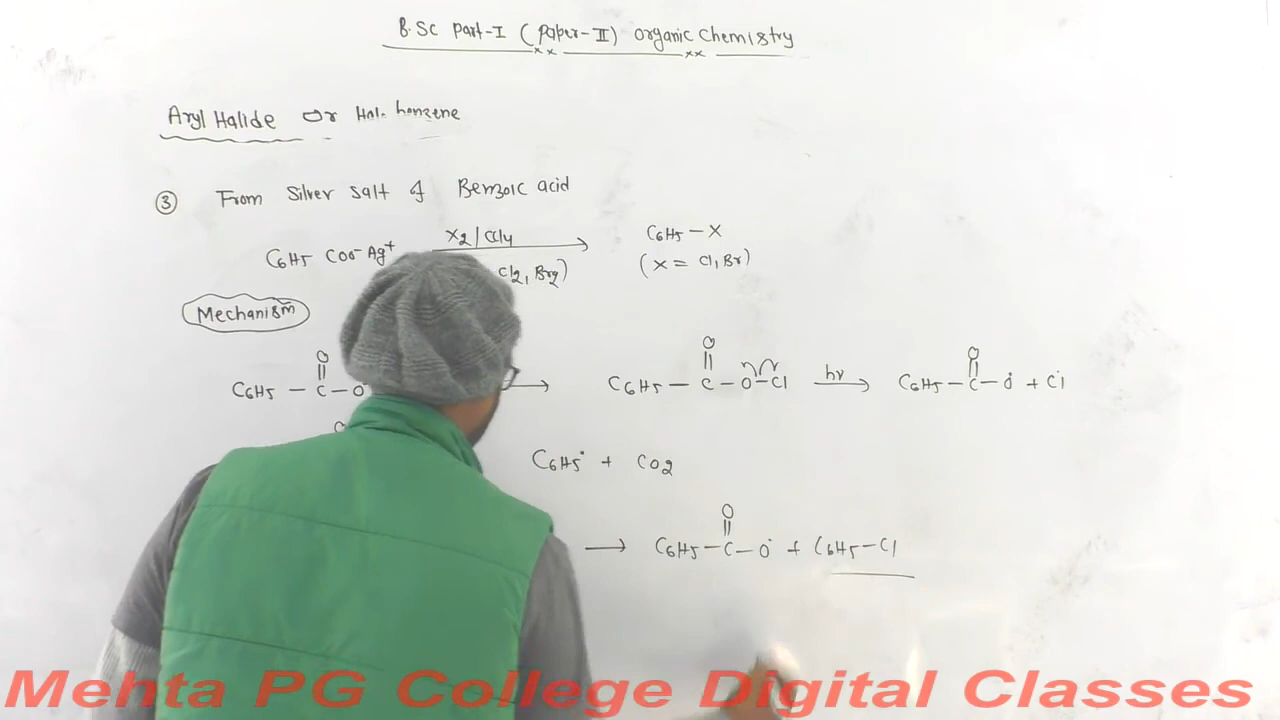 B.Sc Part-I (Paper-II) Organic Chemistry
Aryl Halide Or Halo benzene
③ From Silver salt of Benzoic acid
C6H5 COO⁻Ag⁺ X2/CCl4 → C6H5 – X
Cl2, Br2) (X = Cl, Br)
Mechanism
O O O
|| || ||
C6H5 – C – O → C6H5 – C – O – Cl hν → C6H5 – C – O• + Cl•
O
C6H5• + CO2
O
||
→ C6H5 – C – O• + C6H5 – Cl
Mehta PG College Digital Classes